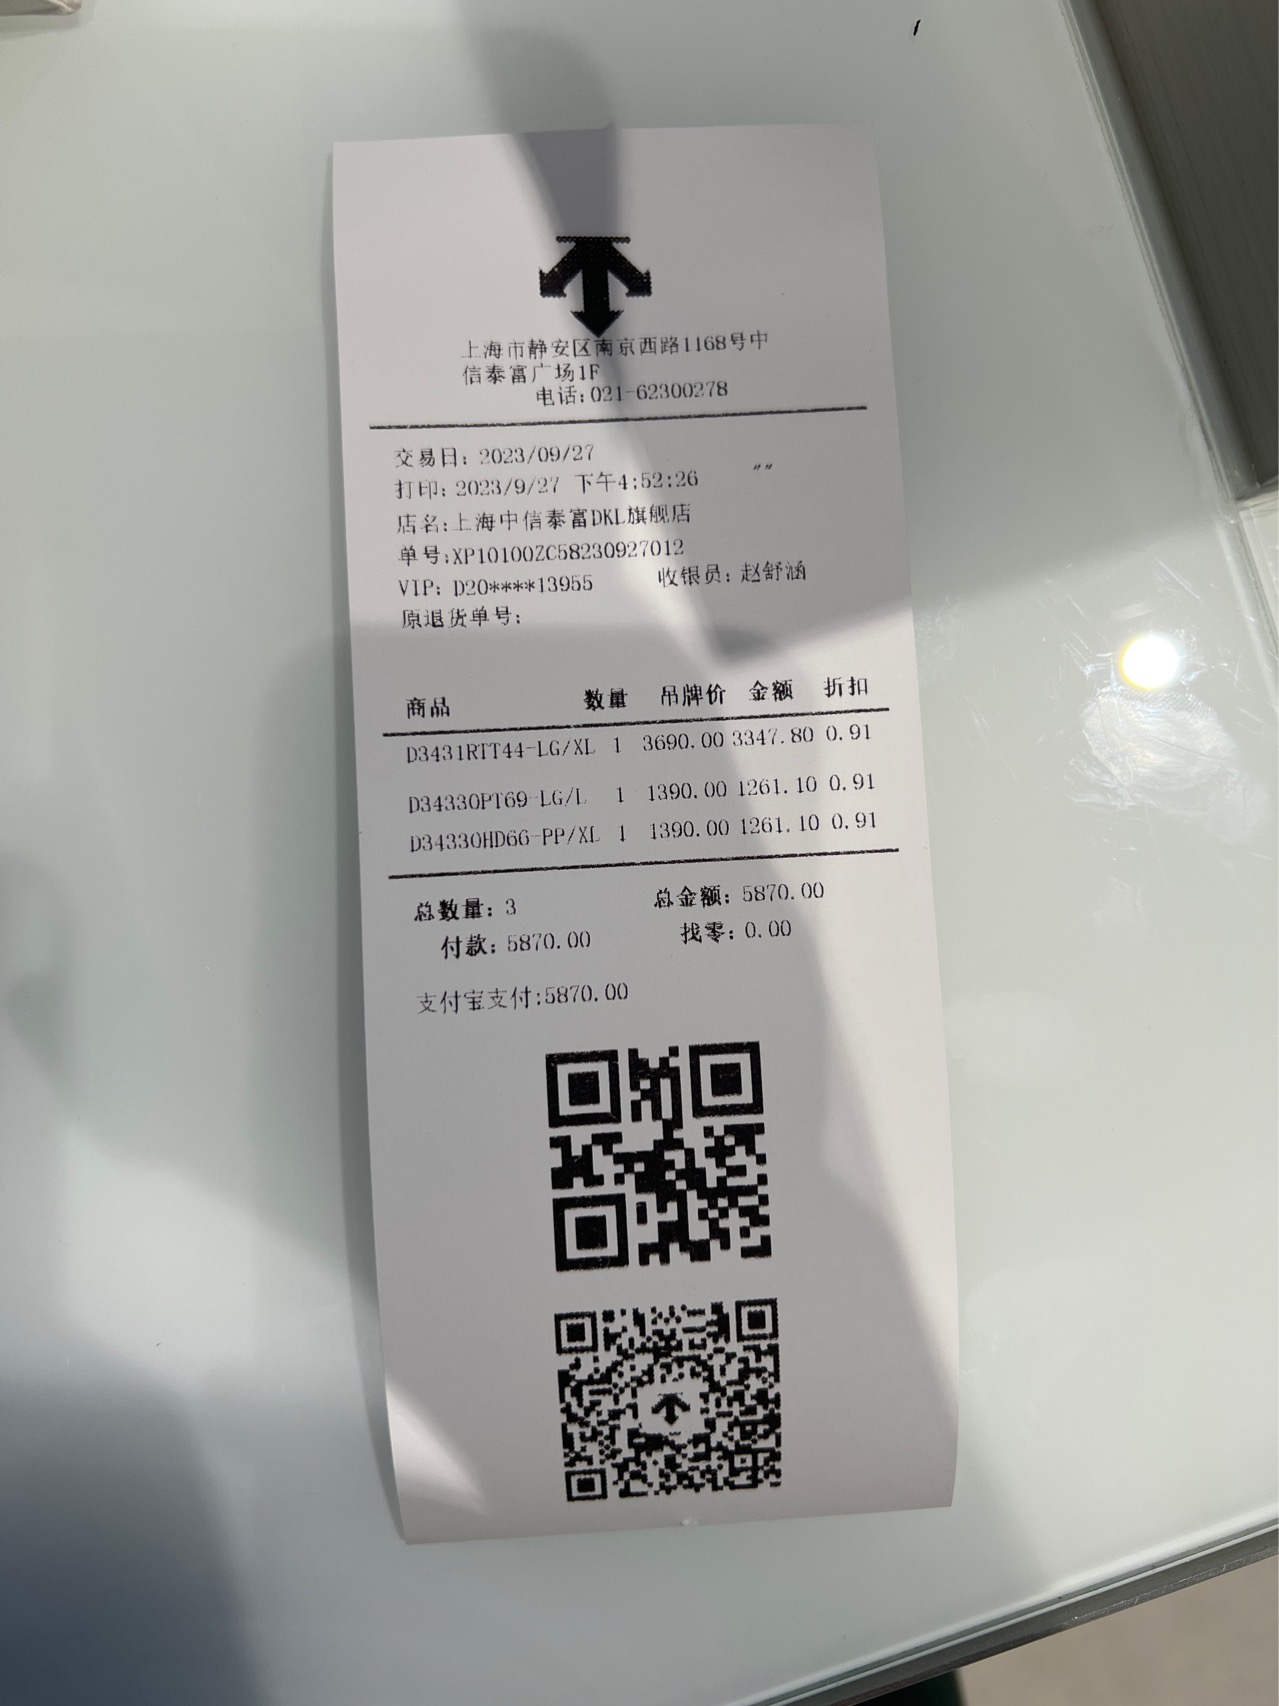 上海市静安区南京西路1168号中
信泰富广场1F
电话:021-62300278
交易日: 2023/09/27
打印: 2023/9/27 下午4:52:26 〃〃
店名:上海中信泰富DKL旗舰店
单号:XP10100ZC58230927012
VIP: D20****13955 收银员: 赵舒涵
原退货单号:
商品 数量 吊牌价 金额 折扣
D3431RTT44-LG/XL 1 3690.00 3347.80 0.91
D34330PT69-LG/L 1 1390.00 1261.10 0.91
D34330HD66-PP/XL 1 1390.00 1261.10 0.91
总数量: 3 总金额: 5870.00
付款: 5870.00 找零: 0.00
支付宝支付:5870.00